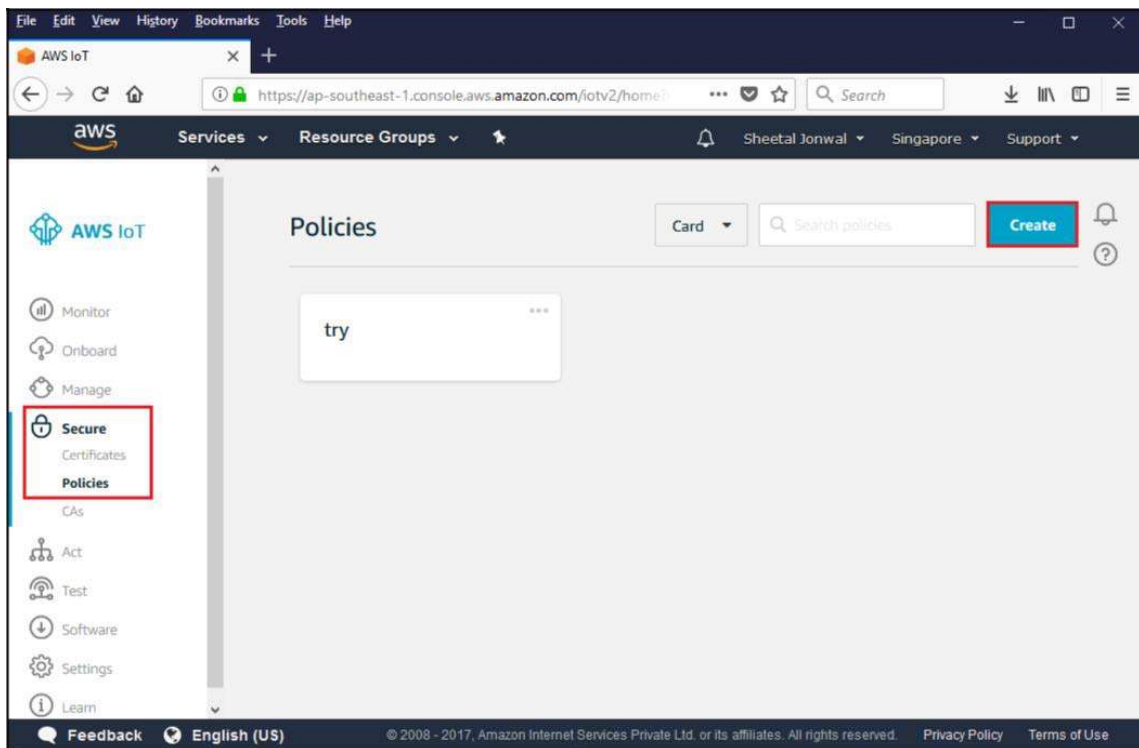 File Edit View History Bookmarks Tools Help
AWS IoT
https://ap-southeast-1.console.aws.amazon.com/iotv2/home?
Search
aws Services Resource Groups Sheetal Jonwal Singapore Support
AWS IoT
Policies Card Search policies Create
try
Monitor
Onboard
Manage
Secure
Certificates
Policies
CAs
Act
Test
Software
Settings
Learn
Feedback English (US) © 2008 - 2017, Amazon Internet Services Private Ltd. or its affiliates. All rights reserved. Privacy Policy Terms of Use